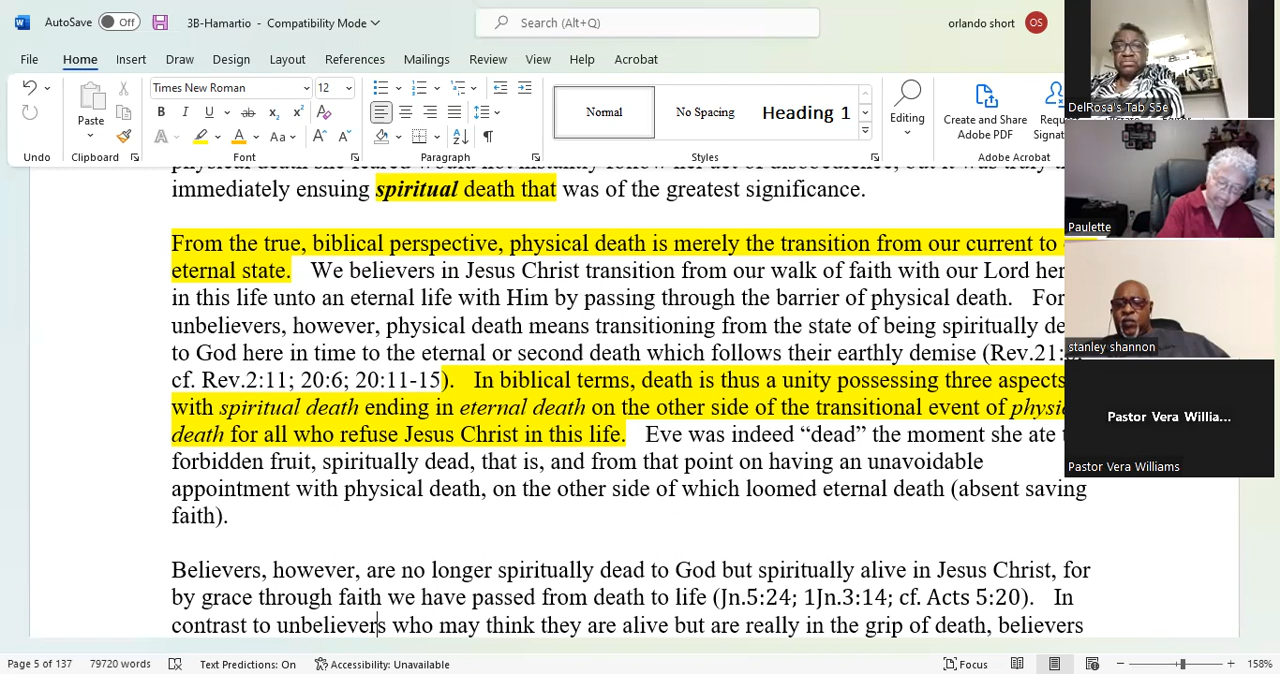 AutoSave Off 3B-Hamartio - Compatibility Mode Search (Alt+Q) orlando short OS
File Home Insert Draw Design Layout References Mailings Review View Help Acrobat
Times New Roman 12
Paste
B I U ab x₂ x² A A A Aa A A
Normal No Spacing Heading 1
Editing
Create and Share
Adobe PDF
Undo Clipboard Font Paragraph Styles Adobe Acrobat
DelRosa's Tab S5e
Paulette
stanley shannon
Pastor Vera Willia...
Pastor Vera Williams
immediately ensuing spiritual death that was of the greatest significance.
From the true, biblical perspective, physical death is merely the transition from our current to
eternal state. We believers in Jesus Christ transition from our walk of faith with our Lord
in this life unto an eternal life with Him by passing through the barrier of physical death. For
unbelievers, however, physical death means transitioning from the state of being spiritually
to God here in time to the eternal or second death which follows their earthly demise (Rev.21:
cf. Rev.2:11; 20:6; 20:11-15). In biblical terms, death is thus a unity possessing three aspects
with spiritual death ending in eternal death on the other side of the transitional event of
death for all who refuse Jesus Christ in this life. Eve was indeed “dead” the moment she ate
forbidden fruit, spiritually dead, that is, and from that point on having an unavoidable
appointment with physical death, on the other side of which loomed eternal death (absent saving
faith).
Believers, however, are no longer spiritually dead to God but spiritually alive in Jesus Christ, for
by grace through faith we have passed from death to life (Jn.5:24; 1Jn.3:14; cf. Acts 5:20). In
contrast to unbelievers who may think they are alive but are really in the grip of death, believers
Page 5 of 137 79720 words Text Predictions: On Accessibility: Unavailable Focus 158%